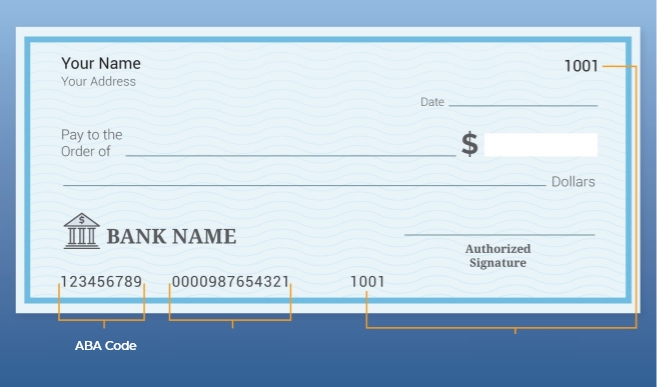 Your Name
1001
Your Address
Date
Pay to the
Order of
$
Dollars
$
BANK NAME
Authorized
Signature
123456789 0000987654321 1001
ABA Code